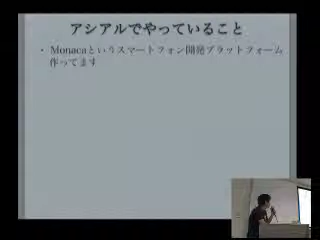 アシアルでやっていること
・ Monacaというスマートフォン開発プラットフォーム
作ってます